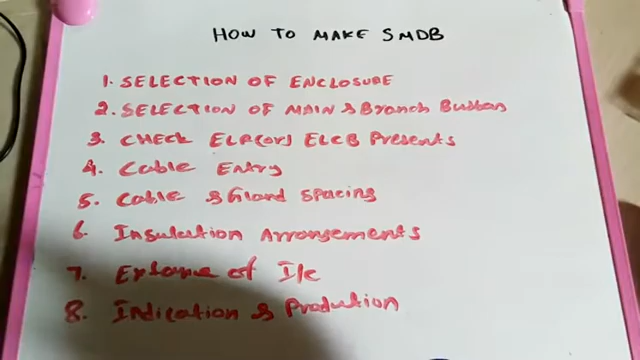 HOW TO MAKE SMDB
1. SELECTION OF ENCLOSURE
2. SELECTION OF MAIN & Branch Busbars
3. CHECK ELR(or) ELCB Presents
4. Cable Entry
5. Cable & Gland spacing
6. Insulation Arrangements
7. of I/c
8. Indication &